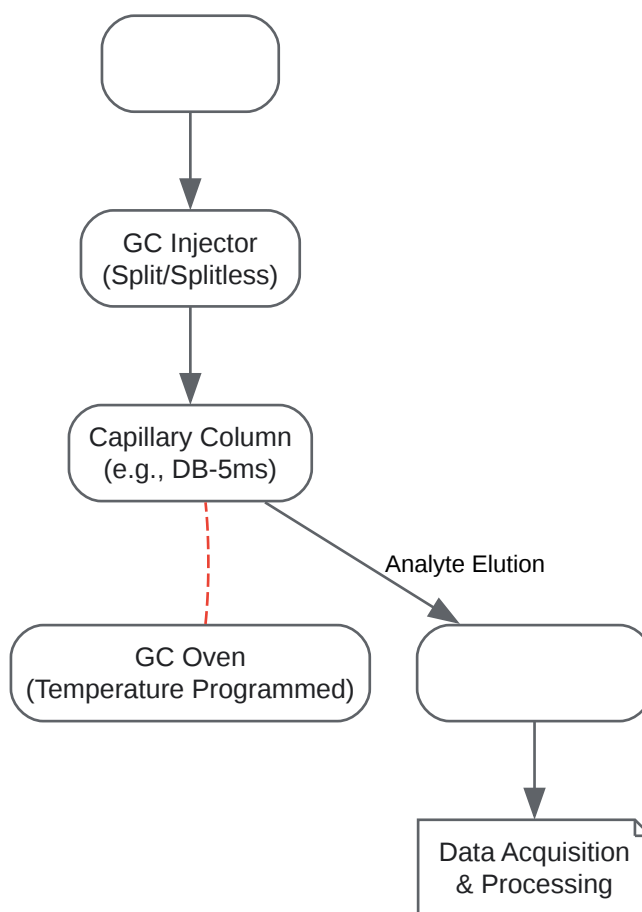 GC Injector
(Split/Splitless)
Capillary Column
(e.g., DB-5ms)
Analyte Elution
GC Oven
(Temperature Programmed)
Data Acquisition
& Processing